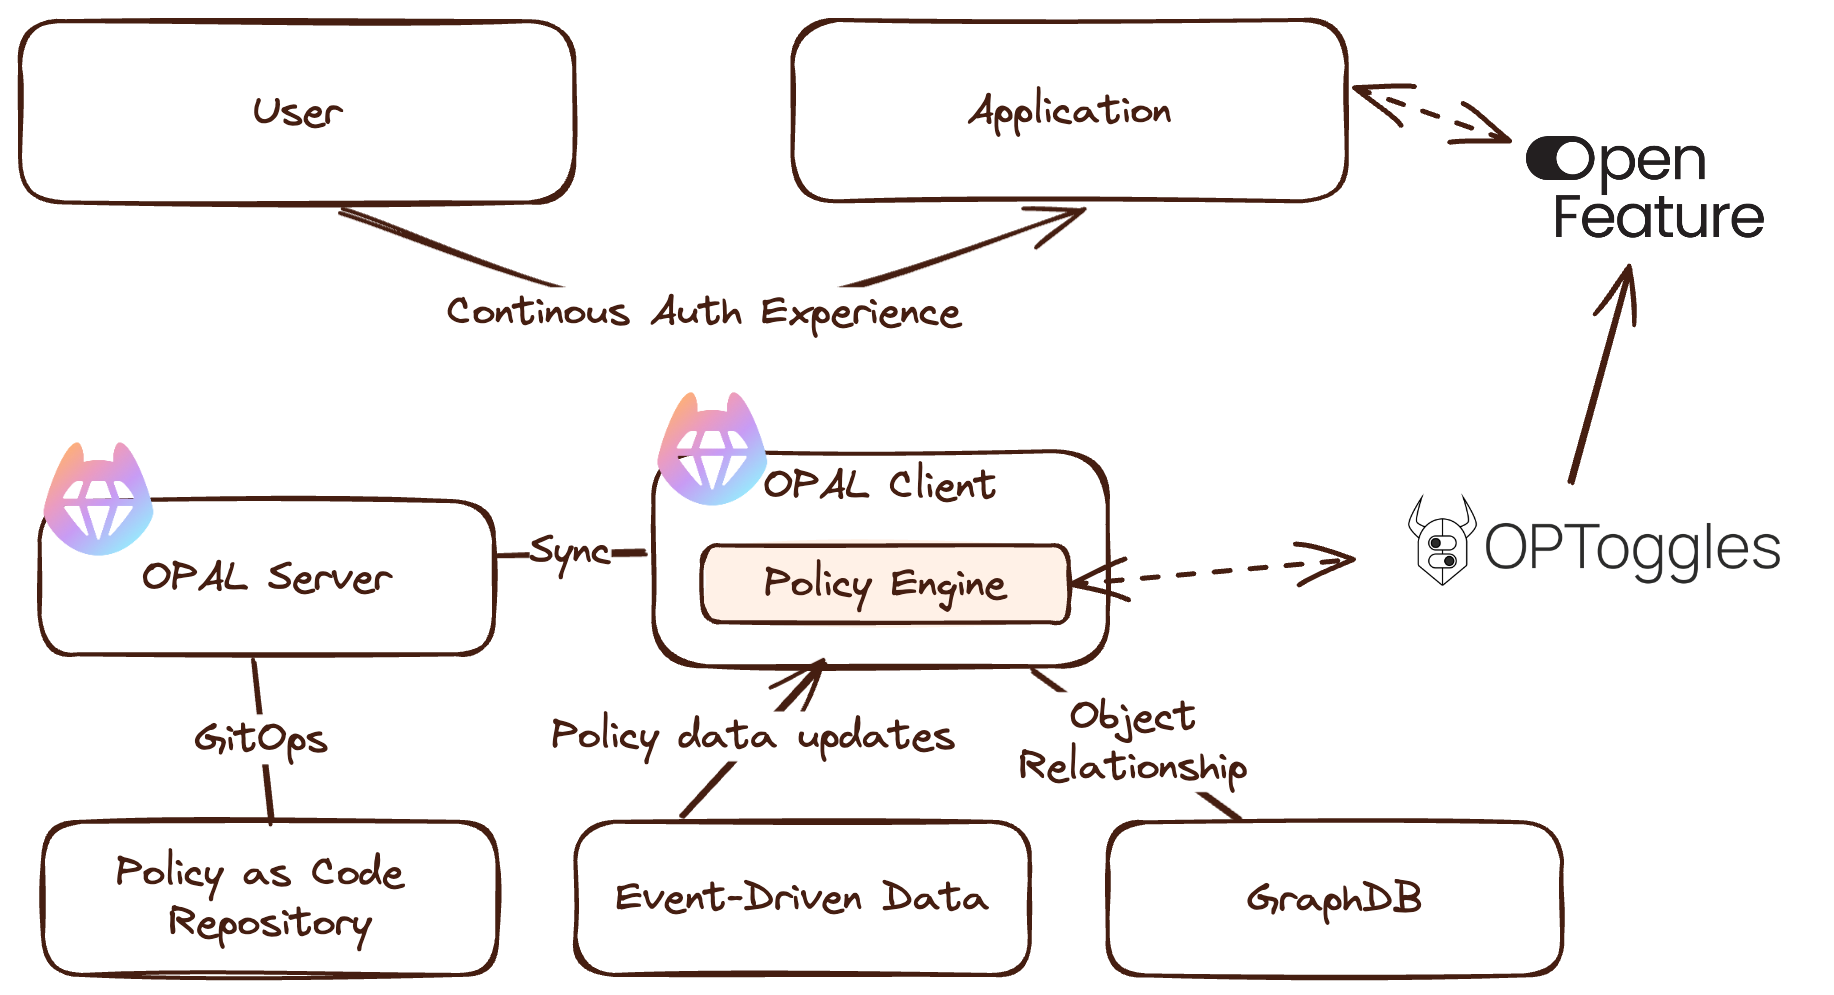 User
Application
Open
Feature
Continous Auth Experience
OPAL Client
OPAL Server
Sync
Policy Engine
OPToggles
GitOps
Policy data updates
Object
Relationship
Policy as Code
Repository
Event-Driven Data
GraphDB